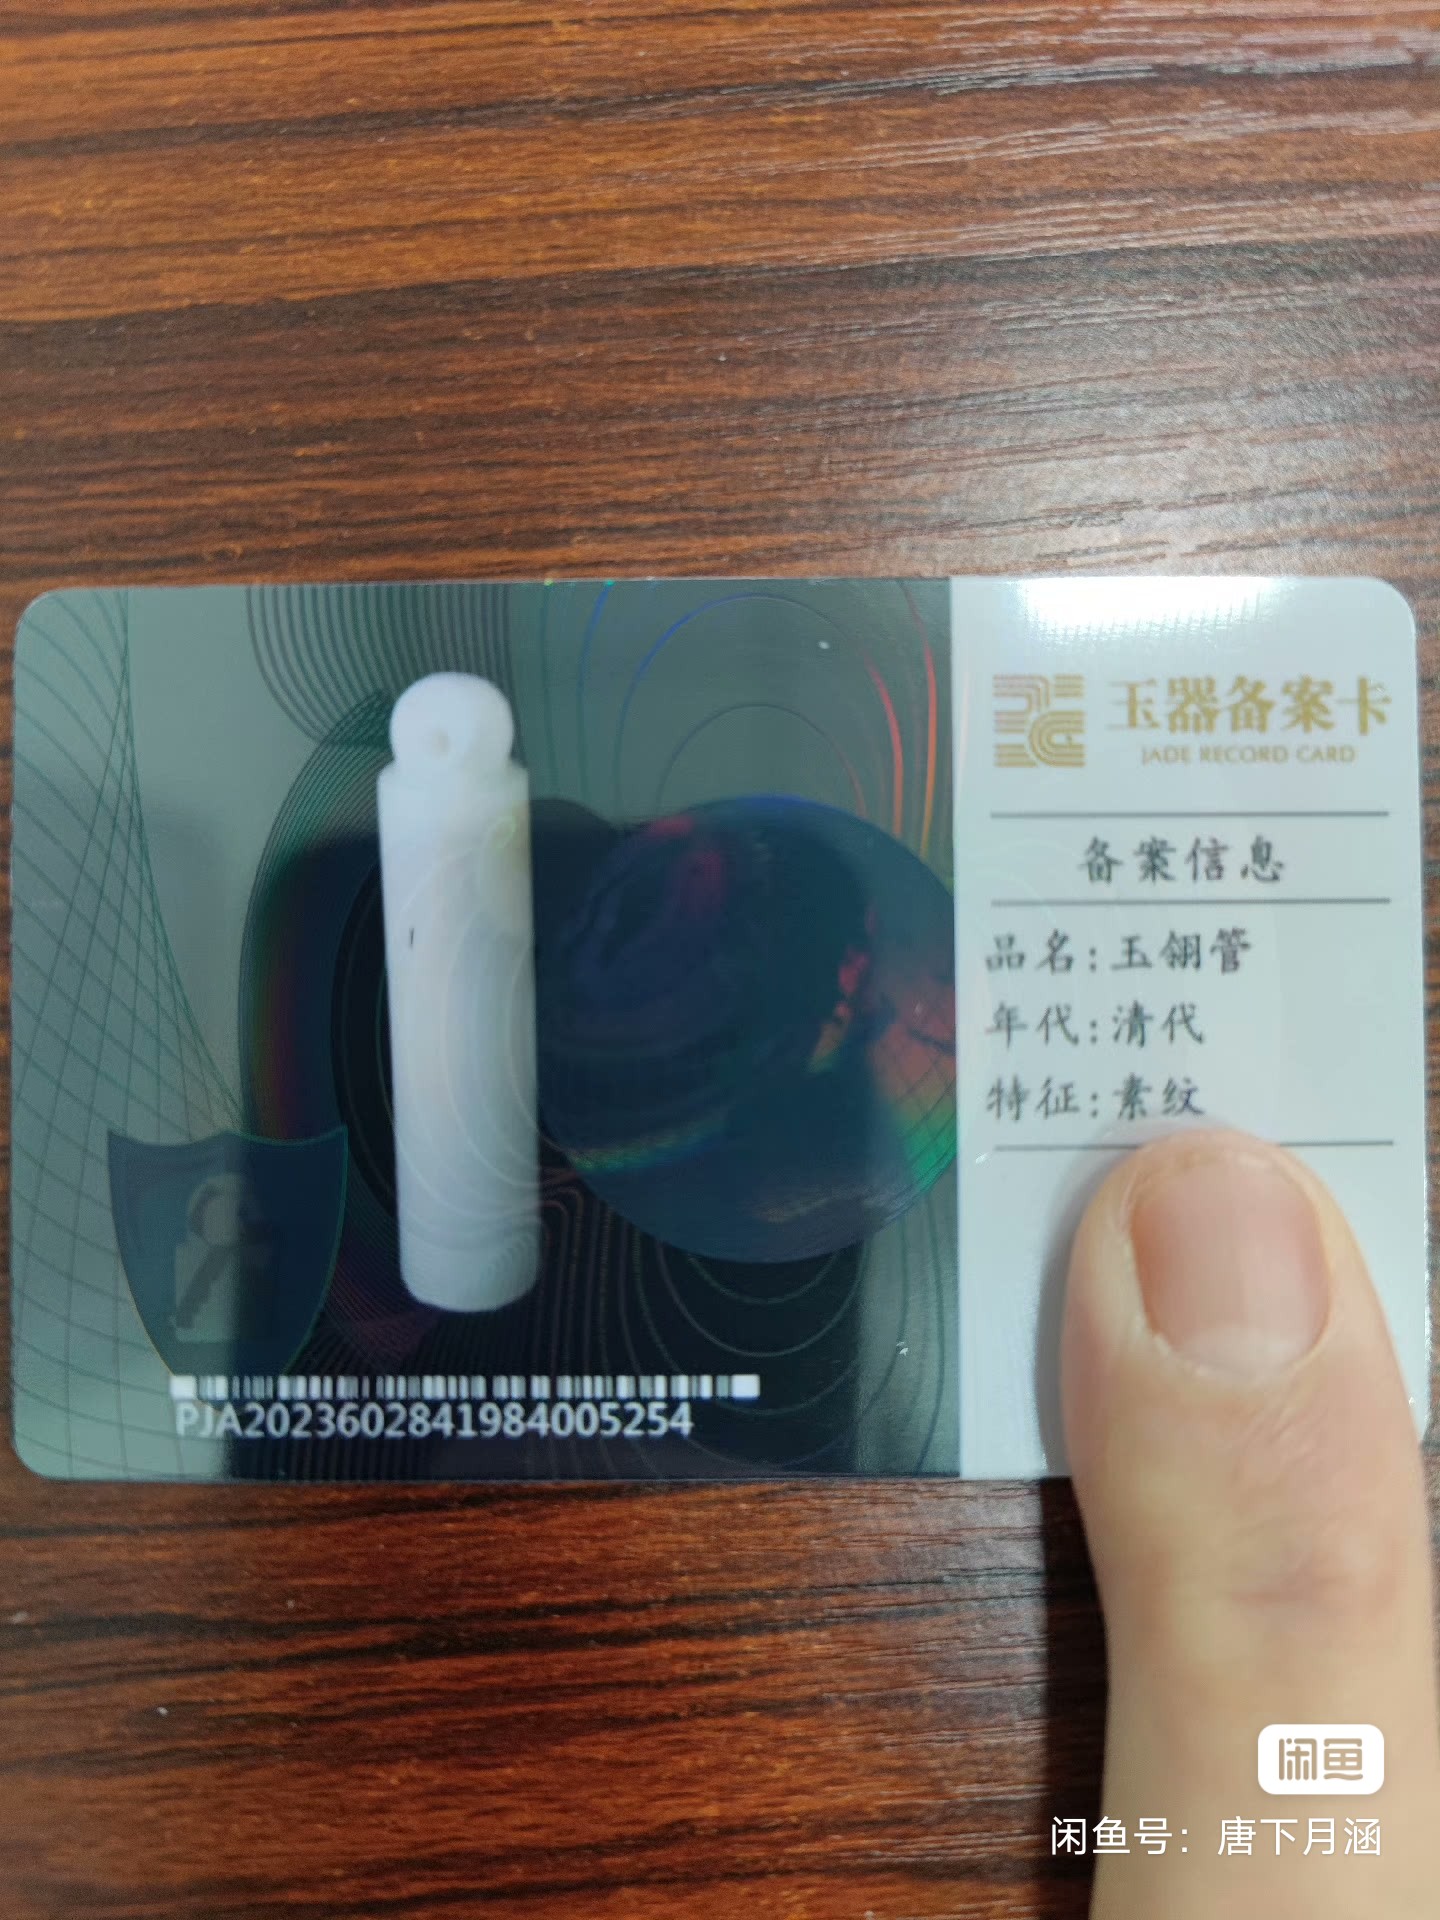 玉器备案卡
JADE RECORD CARD
备案信息
品名:玉翎管
年代:清代
特征:素纹
PJA2023602841984005254
闲鱼
闲鱼号：唐下月涵